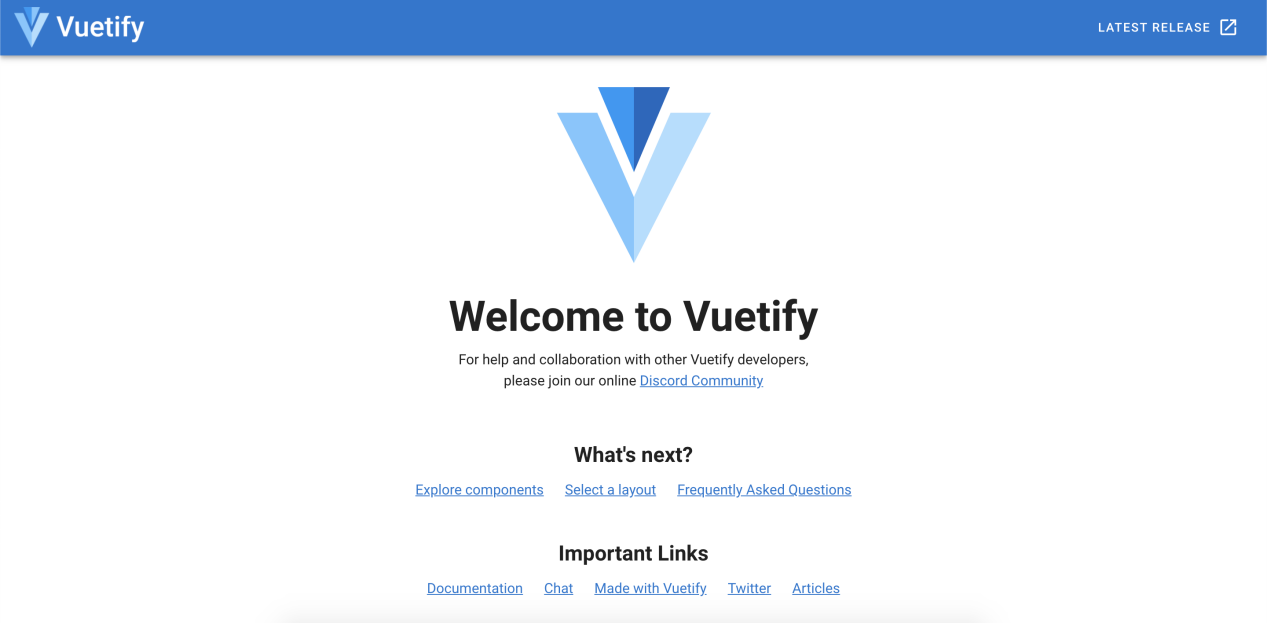 Vuetify
LATEST RELEASE
Welcome to Vuetify
For help and collaboration with other Vuetify developers,
please join our online Discord Community
What's next?
Explore components Select a layout Frequently Asked Questions
Important Links
Documentation Chat Made with Vuetify Twitter Articles